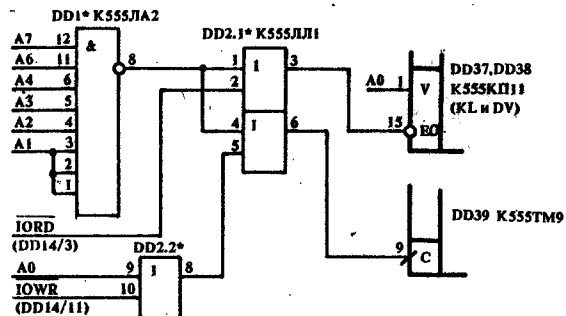 DD1* К555ЛА2
A7 12 & 8
A6 11
A4 6
A3 5
A2 4
A1 3
2
1
DD2.1* К555ЛЛ1
1 1 3
2
4 1 6
5
A0 1 V
15 EO
DD37,DD38
К555КП11
(KL и DV)
DD39 К555ТМ9
9 C
IORD
(DD14/3)
DD2.2*
A0 9 1 8
IOWR 10
(DD14/11)